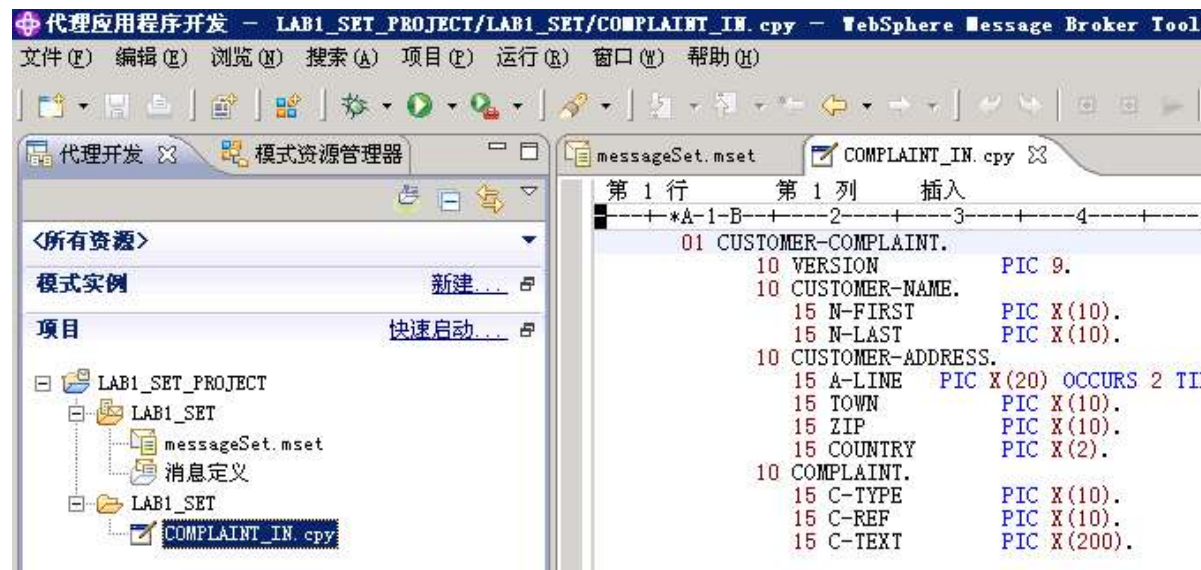 代理应用程序开发 - LAB1_SET_PROJECT/LAB1_SET/COMPLAINT_IN.cpy - WebSphere Message Broker Tool
文件(F) 编辑(E) 浏览(N) 搜索(A) 项目(P) 运行(R) 窗口(W) 帮助(H)
代理开发 模式资源管理器
<所有资源>
模式实例 新建...
项目 快速启动...
LAB1_SET_PROJECT
LAB1_SET
messageSet.mset
消息定义
LAB1_SET
COMPLAINT_IN.cpy
messageSet.mset COMPLAINT_IN.cpy
第 1 行 第 1 列 插入
----+-*A-1-B--+----2----+----3----+----4----+----
01 CUSTOMER-COMPLAINT.
10 VERSION PIC 9.
10 CUSTOMER-NAME.
15 N-FIRST PIC X(10).
15 N-LAST PIC X(10).
10 CUSTOMER-ADDRESS.
15 A-LINE PIC X(20) OCCURS 2 TI
15 TOWN PIC X(10).
15 ZIP PIC X(10).
15 COUNTRY PIC X(2).
10 COMPLAINT.
15 C-TYPE PIC X(10).
15 C-REF PIC X(10).
15 C-TEXT PIC X(200).